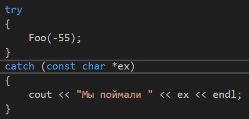 try
{
    Foo(-55);
}
catch (const char *ex)
{
    cout << "Мы поймали " << ex << endl;
}